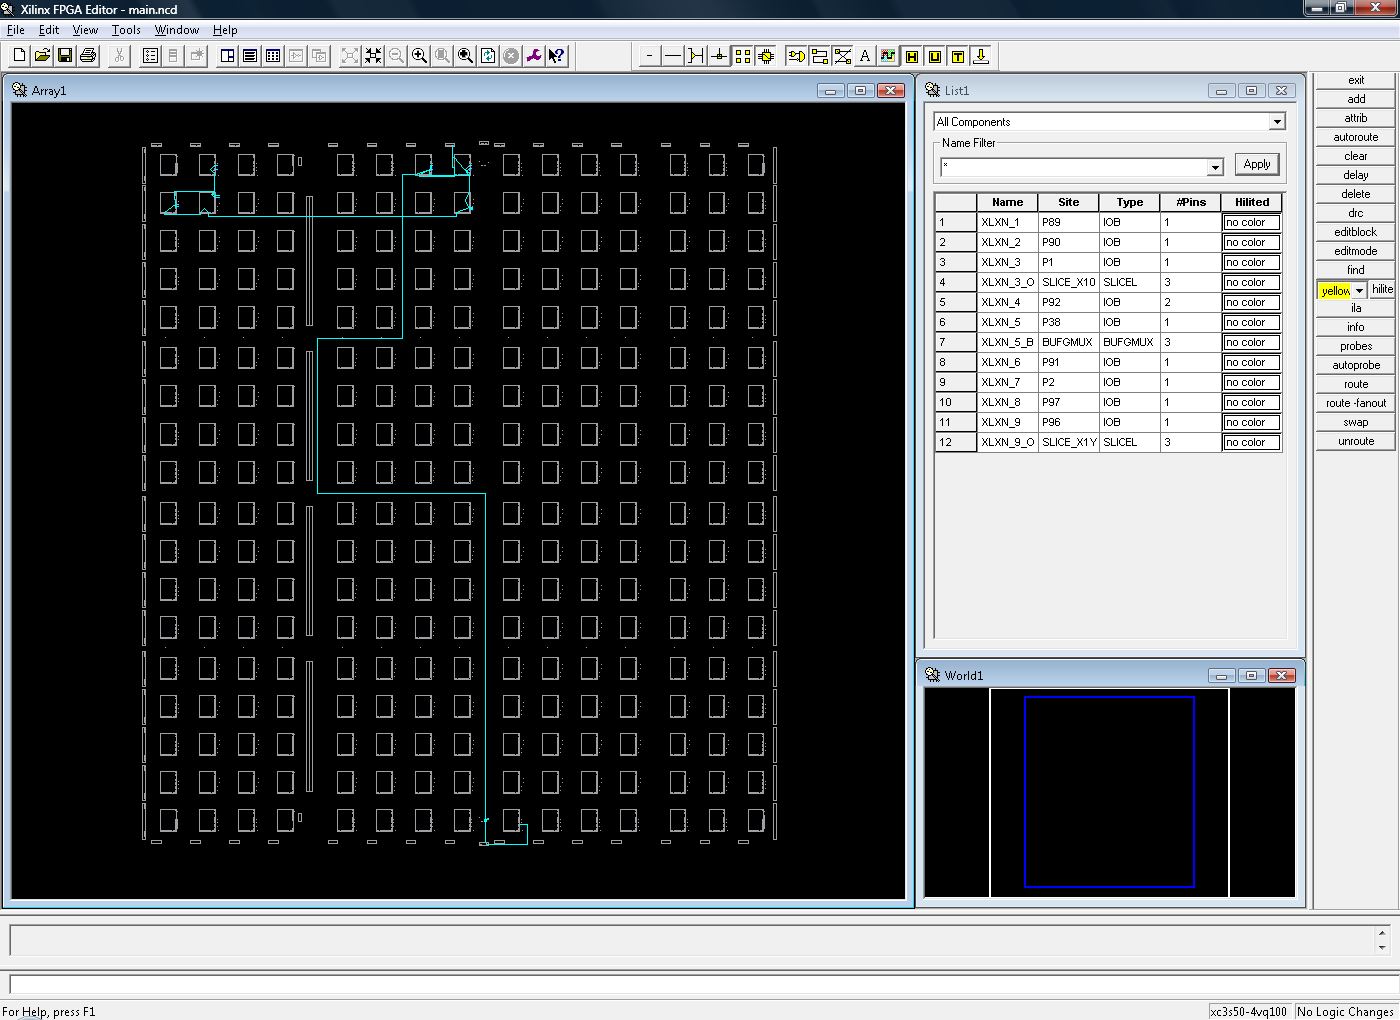 Xilinx FPGA Editor - main.ncd
File Edit View Tools Window Help
A H U T
Array1
List1
All Components
Name Filter
*
Apply
Name Site Type #Pins Hilited
1 XLXN_1 P89 IOB 1 no color
2 XLXN_2 P90 IOB 1 no color
3 XLXN_3 P1 IOB 1 no color
4 XLXN_3_O SLICE_X10 SLICEL 3 no color
5 XLXN_4 P92 IOB 2 no color
6 XLXN_5 P38 IOB 1 no color
7 XLXN_5_B BUFGMUX BUFGMUX 3 no color
8 XLXN_6 P91 IOB 1 no color
9 XLXN_7 P2 IOB 1 no color
10 XLXN_8 P97 IOB 1 no color
11 XLXN_9 P96 IOB 1 no color
12 XLXN_9_O SLICE_X1Y SLICEL 3 no color
World1
exit
add
attrib
autoroute
clear
delay
delete
drc
editblock
editmode
find
yellow hilite
ila
info
probes
autoprobe
route
route -fanout
swap
unroute
For Help, press F1
xc3s50-4vq100 No Logic Changes